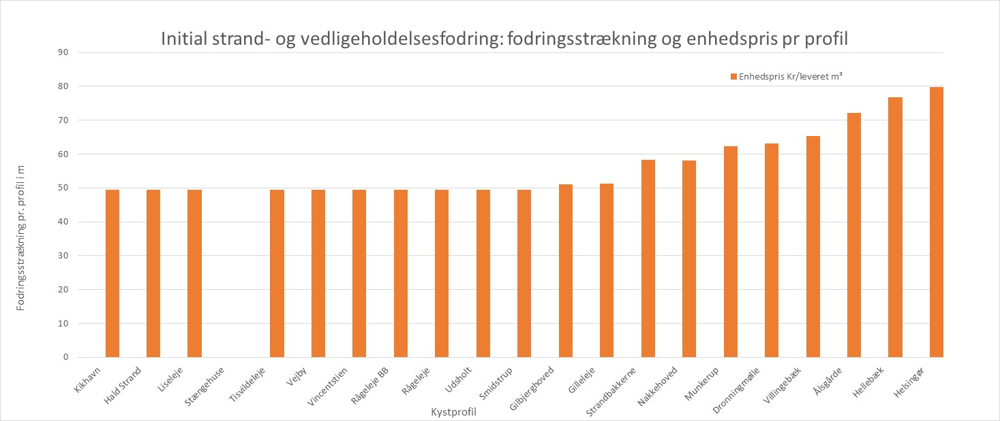 Initial strand- og vedligeholdelsesfodring: fodringsstrækning og enhedspris pr profil
90
Enhedspris Kr/leveret m³
80
70
60
50
40
30
20
10
0
Fodringsstrækning pr. profil i m
Kikhavn
Hald Strand
Liseleje
Stængehuse
Tisvildeleje
Vejby
Vincentstien
Rågeleje BB
Rågeleje
Udsholt
Smidstrup
Gilbjerghoved
Gilleleje
Strandbakkerne
Nakkehoved
Munkerup
Dronningmølle
Villingebæk
Ålsgårde
Hellebæk
Helsingør
Kystprofil